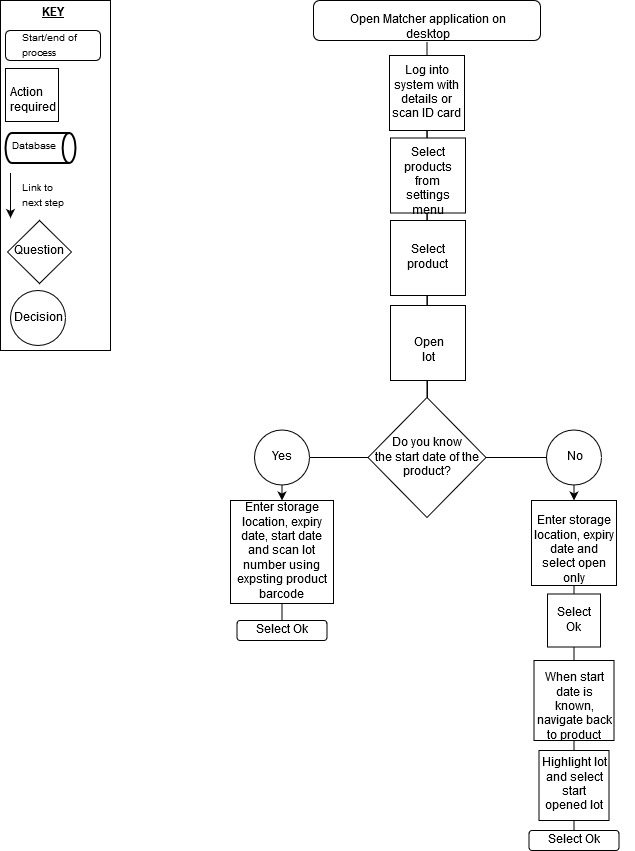 KEY
Start/end of
process
Action
required
Database
Link to
next step
Question
Decision
Open Matcher application on
desktop
Log into
system with
details or
scan ID card
Select
products
from
settings
menu
Select
product
Open
lot
Do you know
the start date of the
product?
Yes
No
Enter storage
location, expiry
date, start date
and scan lot
number using
expsting product
barcode
Select Ok
Enter storage
location, expiry
date and
select open
only
Select
Ok
When start
date is
known,
navigate back
to product
Highlight lot
and select
start
opened lot
Select Ok